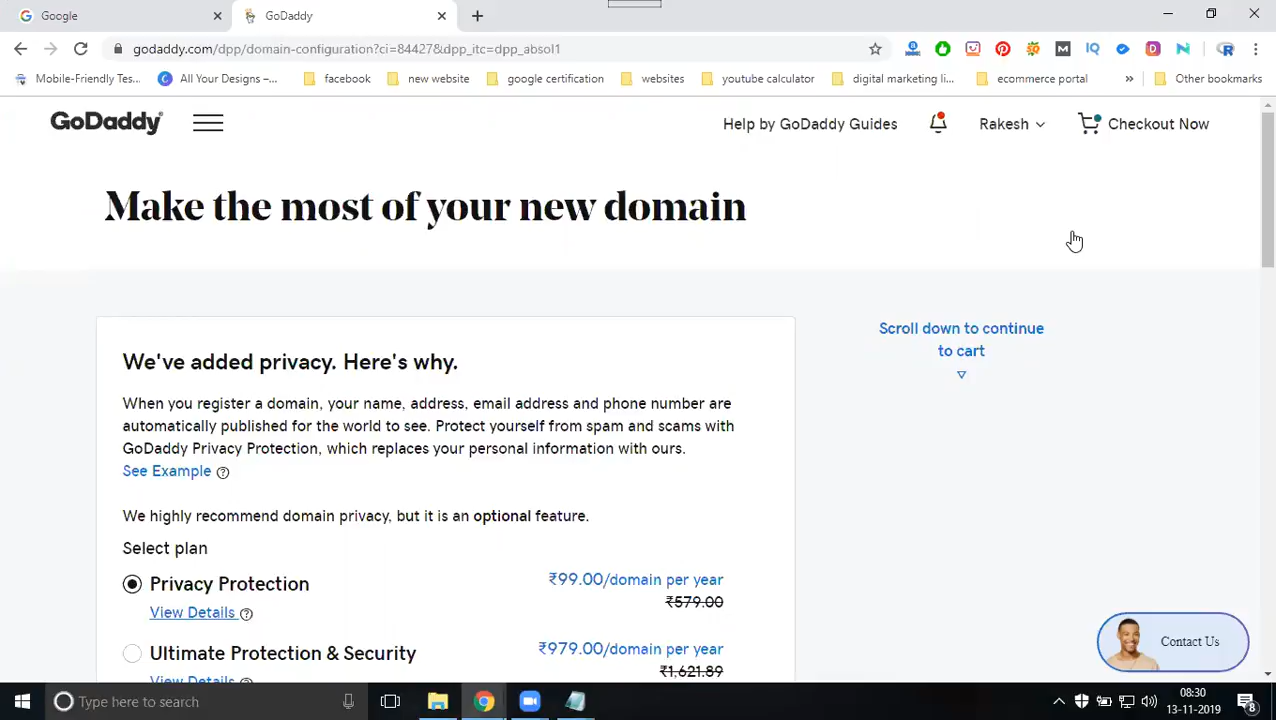 Google
GoDaddy
godaddy.com/dpp/domain-configuration?ci=84427&dpp_itc=dpp_absol1
Mobile-Friendly Tes...
All Your Designs –...
facebook
new website
google certification
websites
youtube calculator
digital marketing li...
ecommerce portal
»
Other bookmarks
GoDaddy
Help by GoDaddy Guides
Rakesh
Checkout Now
Make the most of your new domain
Scroll down to continue
to cart
We've added privacy. Here's why.
When you register a domain, your name, address, email address and phone number are
automatically published for the world to see. Protect yourself from spam and scams with
GoDaddy Privacy Protection, which replaces your personal information with ours.
See Example
We highly recommend domain privacy, but it is an optional feature.
Select plan
Privacy Protection
₹99.00/domain per year
₹579.00
View Details
Ultimate Protection & Security
₹979.00/domain per year
₹1,621.89
View Details
Contact Us
Type here to search
08:30
13-11-2019
8